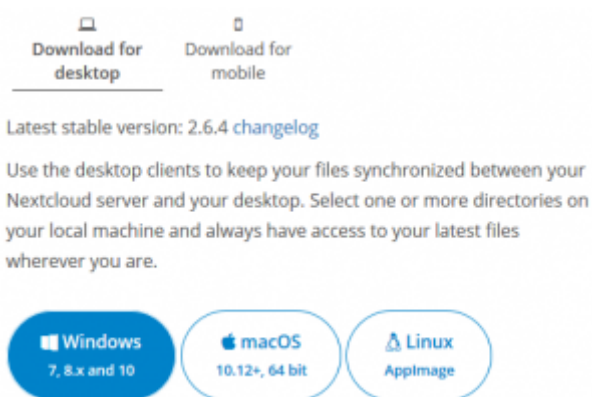 Download for
desktop
Download for
mobile
Latest stable version: 2.6.4 changelog
Use the desktop clients to keep your files synchronized between your
Nextcloud server and your desktop. Select one or more directories on
your local machine and always have access to your latest files
wherever you are.
Windows
7, 8.x and 10
macOS
10.12+, 64 bit
Linux
AppImage